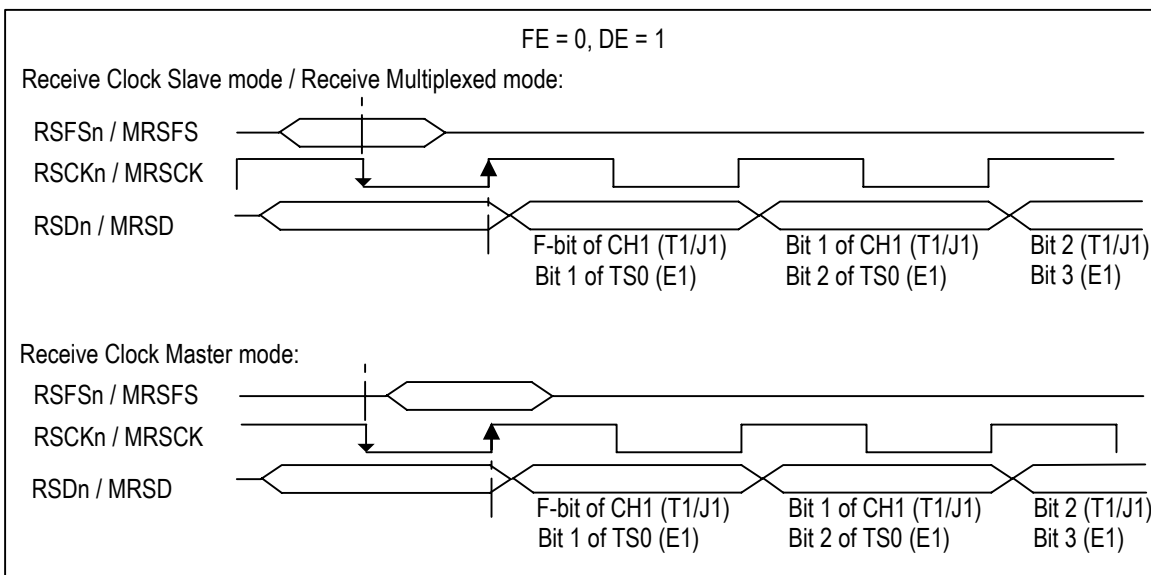 FE = 0, DE = 1
Receive Clock Slave mode / Receive Multiplexed mode:
RSFSn / MRSFS
RSCKn / MRSCK
RSDn / MRSD
F-bit of CH1 (T1/J1)
Bit 1 of TS0 (E1)
Bit 1 of CH1 (T1/J1)
Bit 2 of TS0 (E1)
Bit 2 (T1/J1)
Bit 3 (E1)
Receive Clock Master mode:
RSFSn / MRSFS
RSCKn / MRSCK
RSDn / MRSD
F-bit of CH1 (T1/J1)
Bit 1 of TS0 (E1)
Bit 1 of CH1 (T1/J1)
Bit 2 of TS0 (E1)
Bit 2 (T1/J1)
Bit 3 (E1)